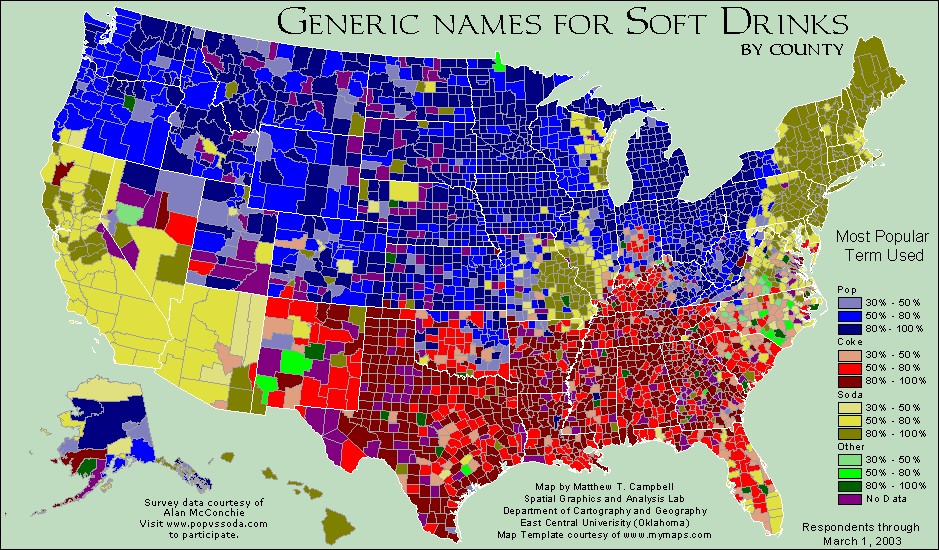 GENERIC NAMES FOR SOFT DRINKS
BY COUNTY
Most Popular
Term Used
Pop
30% - 50%
50% - 80%
80% - 100%
Coke
30% - 50%
50% - 80%
80% - 100%
Soda
30% - 50%
50% - 80%
80% - 100%
Other
30% - 50%
50% - 80%
80% - 100%
No Data
Survey data courtesy of
Alan McConchie
Visit www.popvssoda.com
to participate.
Map by Matthew T. Campbell
Spatial Graphics and Analysis Lab
Department of Cartography and Geography
East Central Univerisity (Oklahoma)
Map Template courtesy of www.mymaps.com
Respondents through
March 1, 2003